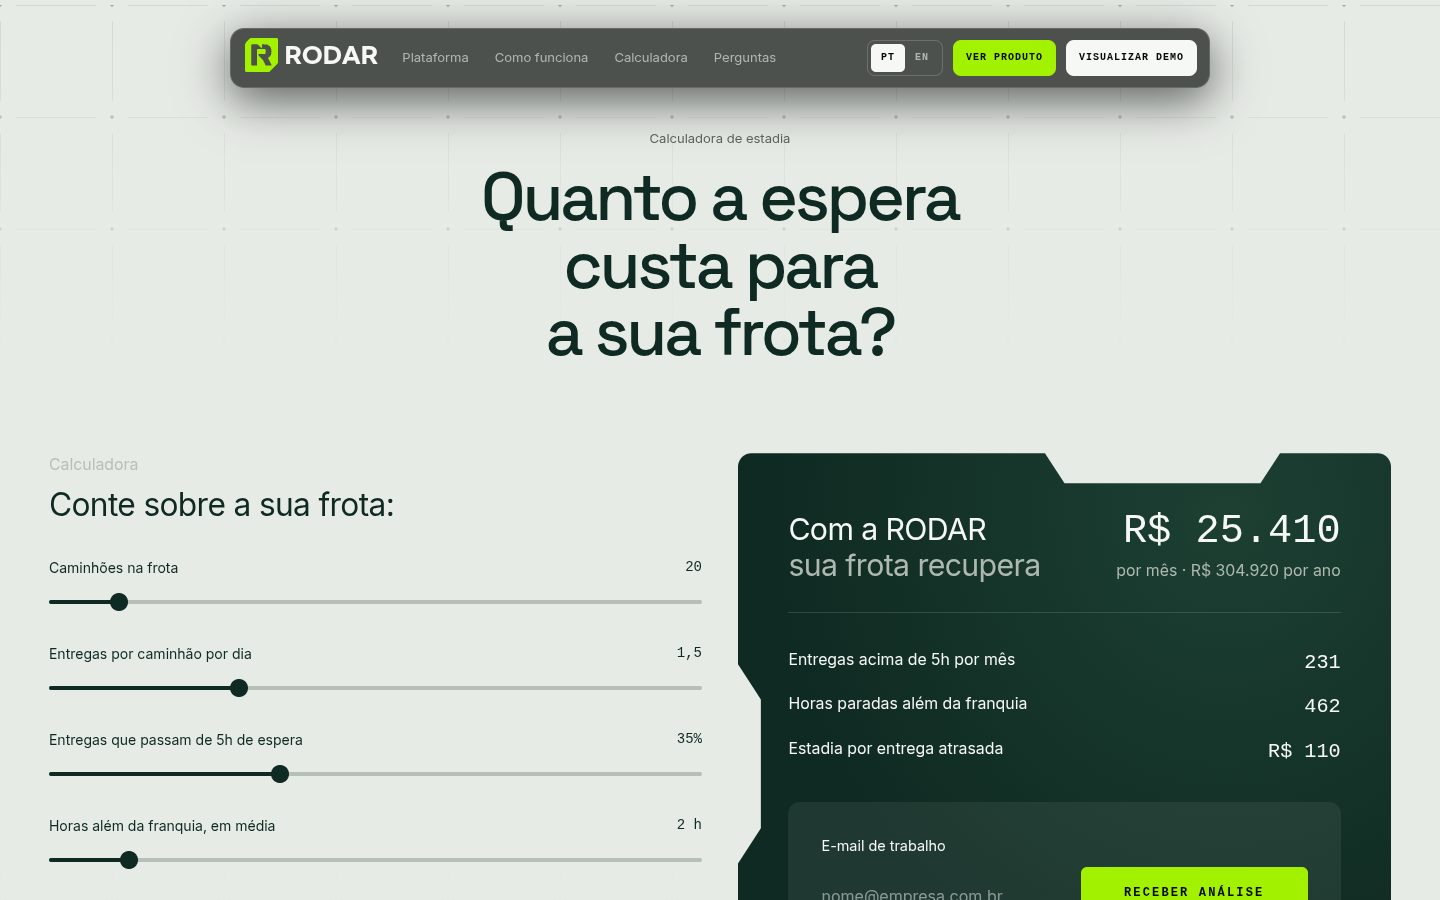 RODAR
Plataforma
Como funciona
Calculadora
Perguntas
PT
EN
VER PRODUTO
VISUALIZAR DEMO
Calculadora de estadia
Quanto a espera
custa para
a sua frota?
Calculadora
Conte sobre a sua frota:
Caminhões na frota 20
Entregas por caminhão por dia 1,5
Entregas que passam de 5h de espera 35%
Horas além da franquia, em média 2 h
Com a RODAR
sua frota recupera
R$ 25.410
por mês · R$ 304.920 por ano
Entregas acima de 5h por mês 231
Horas paradas além da franquia 462
Estadia por entrega atrasada R$ 110
E-mail de trabalho
nome@empresa.com.br
RECEBER ANÁLISE